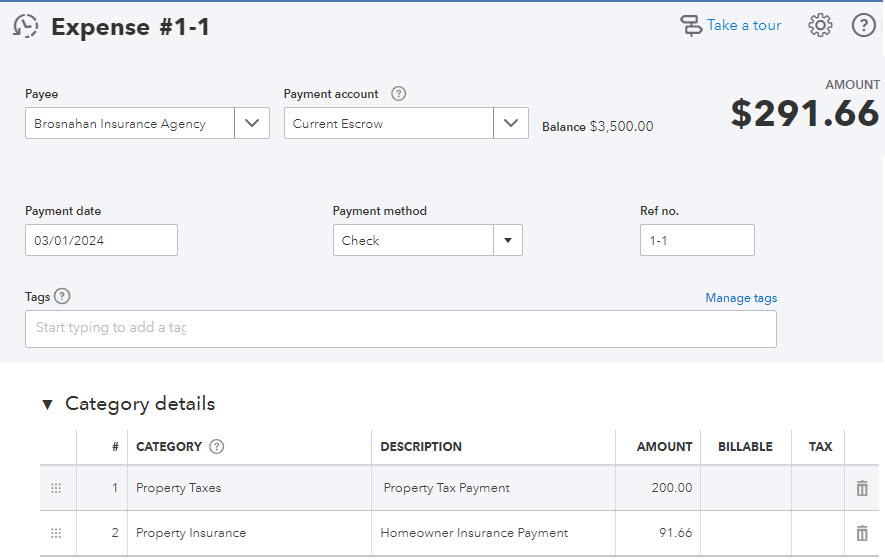 Expense #1-1
Take a tour
AMOUNT
$291.66
Payee
Payment account
Brosnahan Insurance Agency
Current Escrow
Balance $3,500.00
Payment date
Payment method
Ref no.
03/01/2024
Check
1-1
Tags
Manage tags
Start typing to add a tag
Category details
# CATEGORY DESCRIPTION AMOUNT BILLABLE TAX
1 Property Taxes Property Tax Payment 200.00
2 Property Insurance Homeowner Insurance Payment 91.66